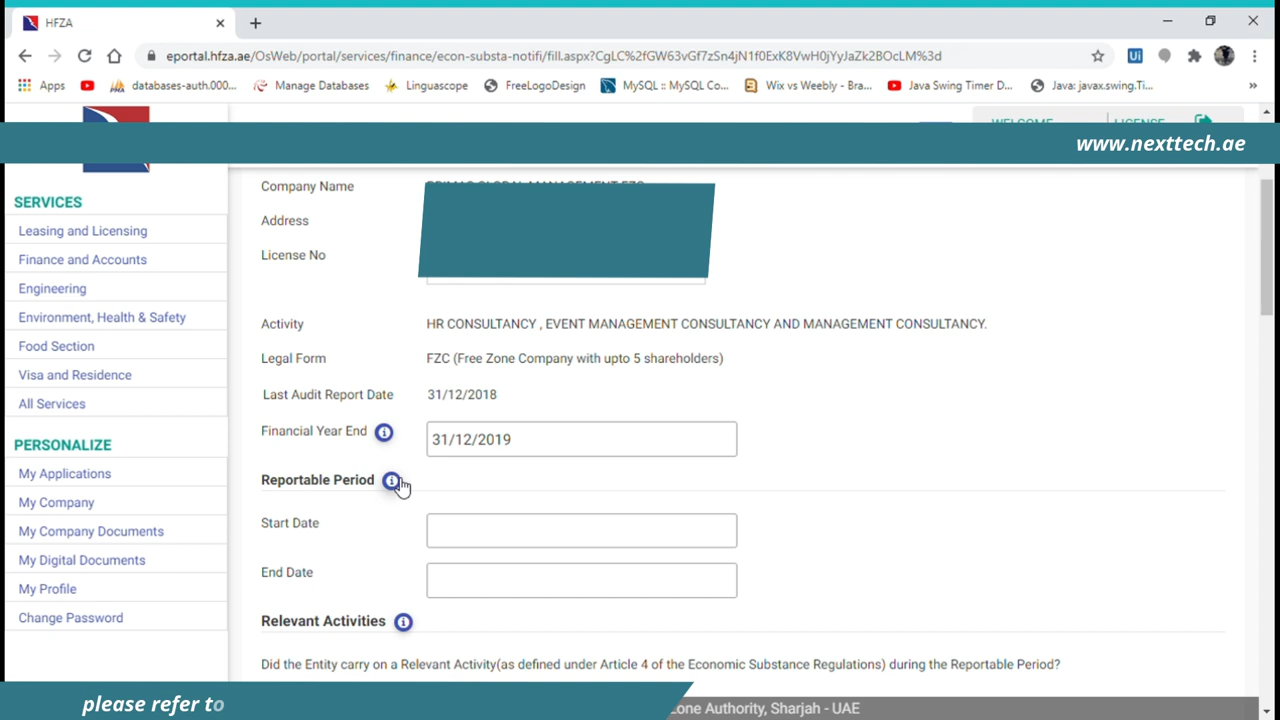 HFZA
eportal.hfza.ae/OsWeb/portal/services/finance/econ-substa-notifi/fill.aspx?CgLC%2fGW63vGf7zSn4jN1f0ExK8VwH0jYyJaZk2BOcLM%3d
Apps databases-auth.000... Manage Databases Linguascope FreeLogoDesign MySQL :: MySQL Co... Wix vs Weebly - Bra... Java Swing Timer D... Java: javax.swing.Ti... »
WELCOME LICENSE
www.nexttech.ae
SERVICES
Leasing and Licensing
Finance and Accounts
Engineering
Environment, Health & Safety
Food Section
Visa and Residence
All Services
PERSONALIZE
My Applications
My Company
My Company Documents
My Digital Documents
My Profile
Change Password
Company Name
Address
License No
Activity HR CONSULTANCY , EVENT MANAGEMENT CONSULTANCY AND MANAGEMENT CONSULTANCY.
Legal Form FZC (Free Zone Company with upto 5 shareholders)
Last Audit Report Date 31/12/2018
Financial Year End 31/12/2019
Reportable Period
Start Date
End Date
Relevant Activities
Did the Entity carry on a Relevant Activity(as defined under Article 4 of the Economic Substance Regulations) during the Reportable Period?
please refer to
Zone Authority, Sharjah - UAE